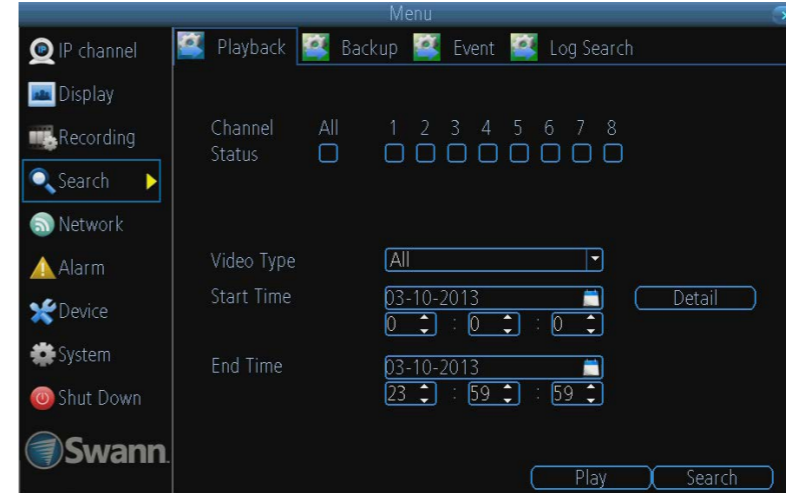 Menu
IP channel
Display
Recording
Search
Network
Alarm
Device
System
Shut Down
Swann.
Playback Backup Event Log Search
Channel All 1 2 3 4 5 6 7 8
Status
Video Type All
Start Time 03-10-2013 Detail
0 : 0 : 0
End Time 03-10-2013
23 : 59 : 59
Play Search